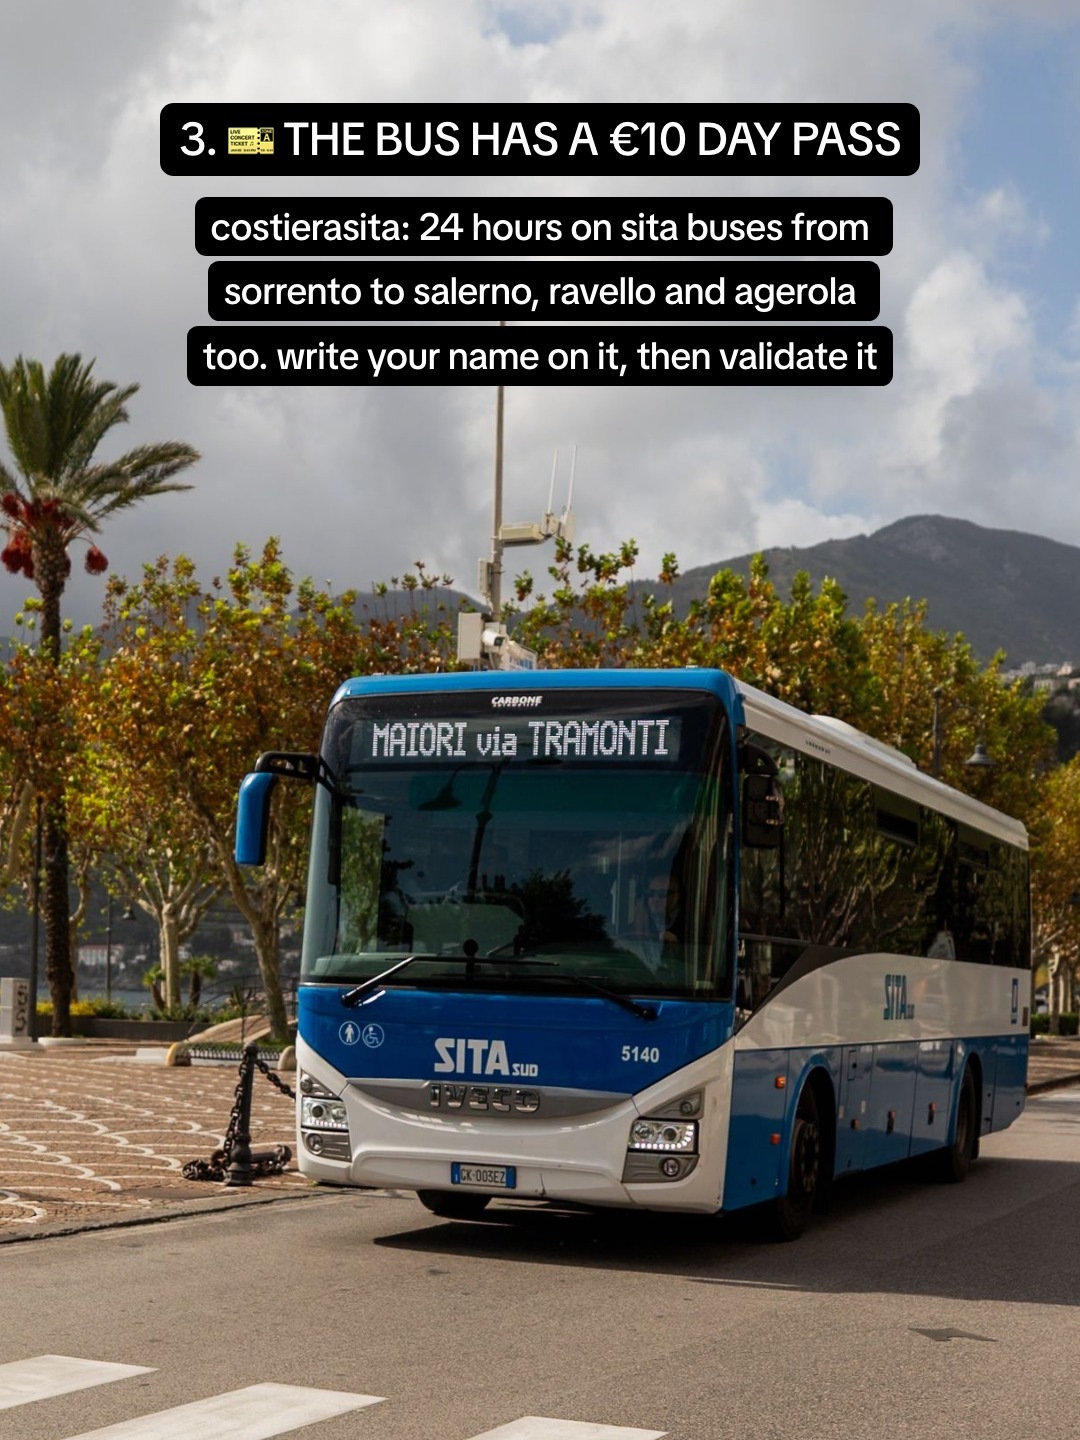 3. 🎫 THE BUS HAS A €10 DAY PASS
costierasita: 24 hours on sita buses from
sorrento to salerno, ravello and agerola
too. write your name on it, then validate it
CARBONE
MAIORI via TRAMONTI
SITA SUD
5140
IVECO
GK·003EZ
SITA